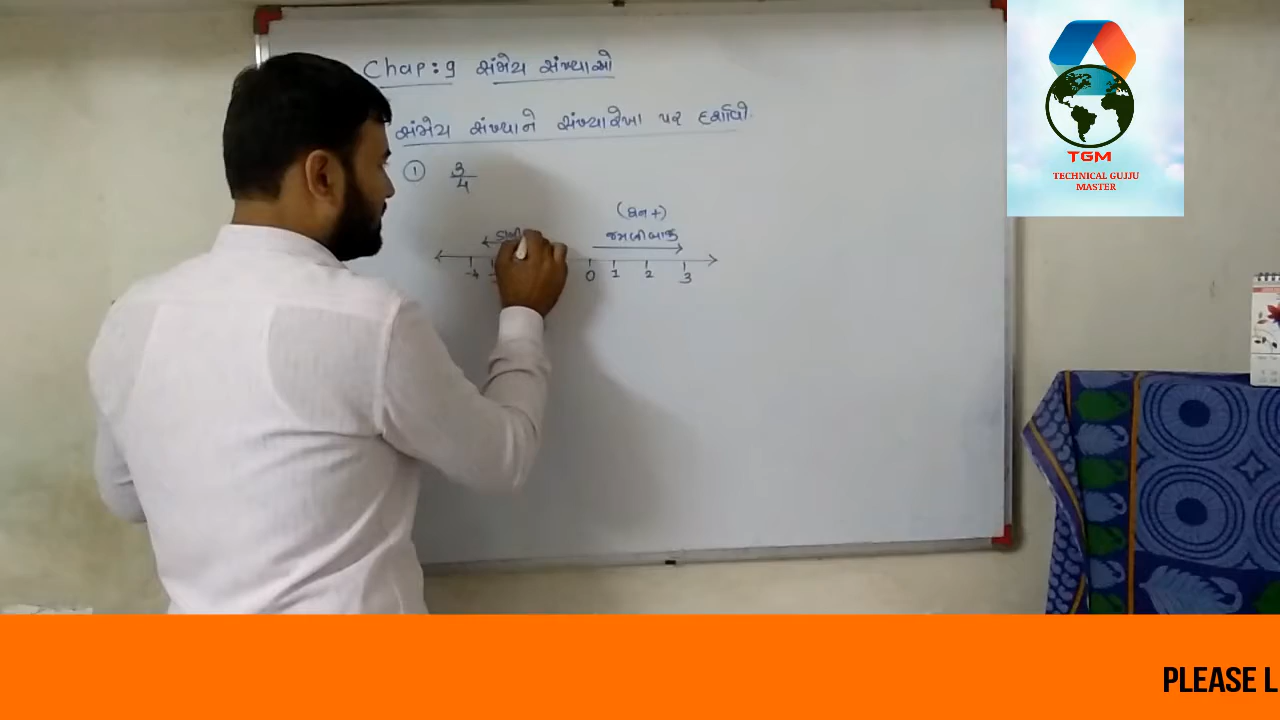 Chap: 9 સંમેય સંખ્યાઓ
સંમેય સંખ્યાને સંખ્યારેખા પર દર્શાવો.
① 3/4
(ધન +)
જમણીબાજુ
-4 0 1 2 3
TGM
TECHNICAL GUJJU
MASTER
PLEASE L